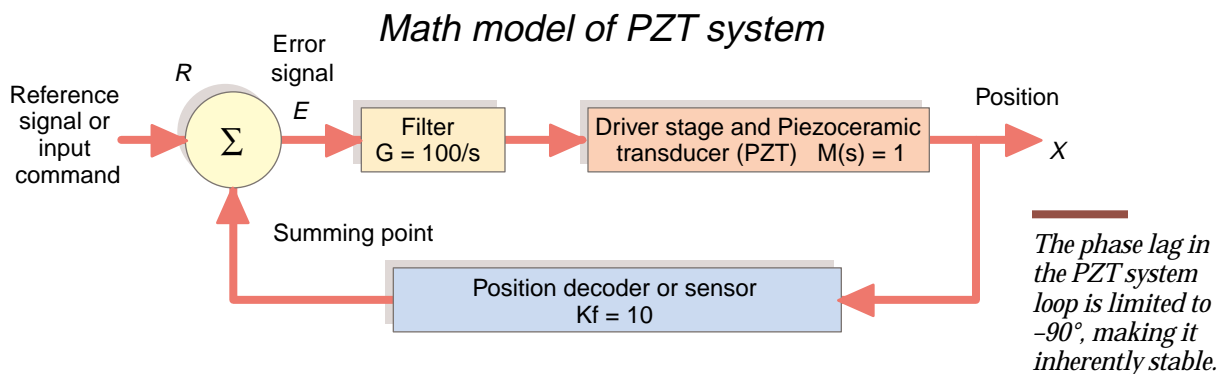 Math model of PZT system
Error
signal
R
E
Reference
signal or
input
command
Σ
Filter
G = 100/s
Driver stage and Piezoceramic
transducer (PZT) M(s) = 1
Position
X
Summing point
Position decoder or sensor
Kf = 10
The phase lag in
the PZT system
loop is limited to
–90°, making it
inherently stable.